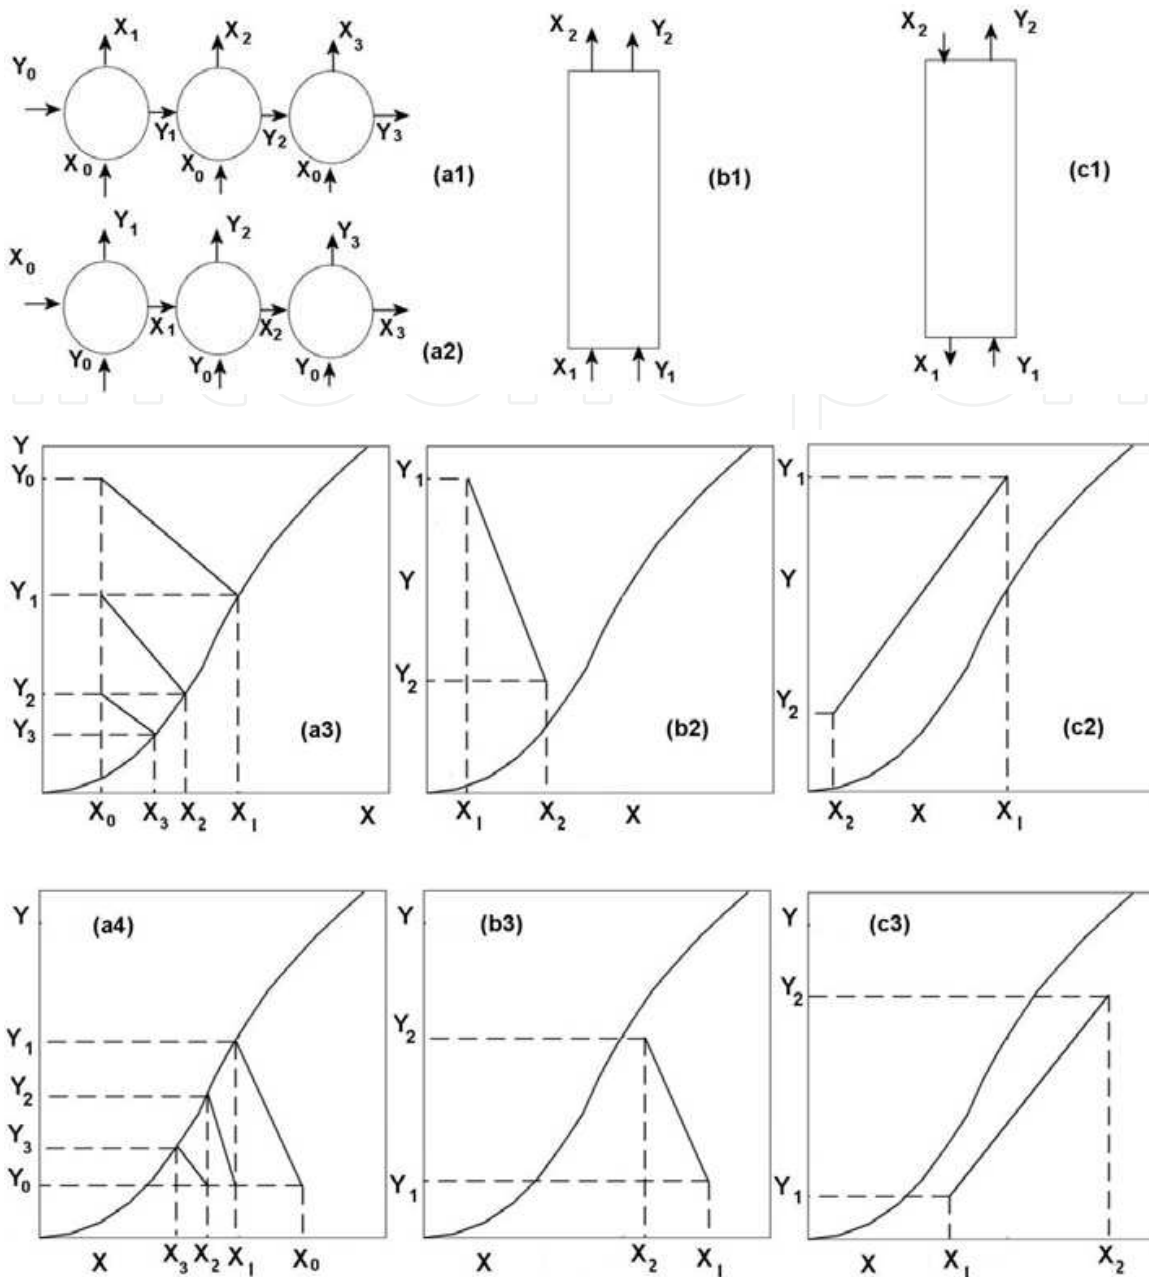 X1 X2 X3
Y0
Y1 Y2 Y3
X0 X0 X0
(a1)
Y1 Y2 Y3
X0
X1 X2 X3
Y0 Y0 Y0
(a2)
X2 Y2
(b1)
X1 Y1
X2 Y2
(c1)
X1 Y1
Y
Y0
Y1
Y2
Y3
(a3)
X0 X3 X2 X1 X
Y1
Y
Y2
(b2)
X1 X2 X
Y1
Y
Y2
(c2)
X2 X X1
Y (a4)
Y1
Y2
Y3
Y0
X X3 X2 X1 X0
Y (b3)
Y2
Y1
X X2 X1
Y (c3)
Y2
Y1
X X1 X2